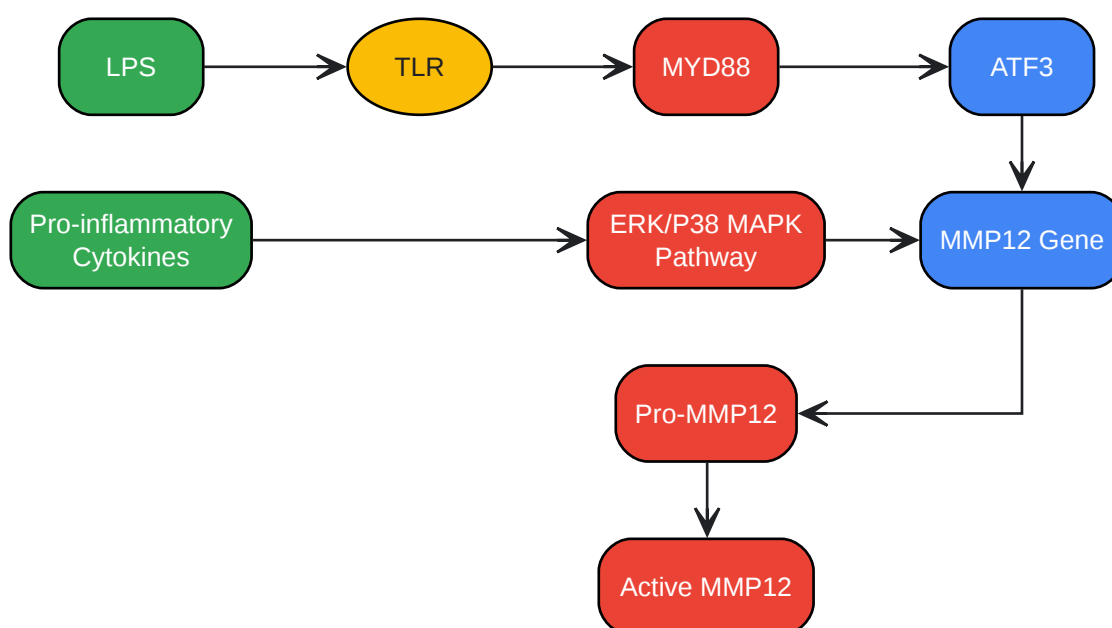 LPS
TLR
MYD88
ATF3
Pro-inflammatory
Cytokines
ERK/P38 MAPK
Pathway
MMP12 Gene
Pro-MMP12
Active MMP12